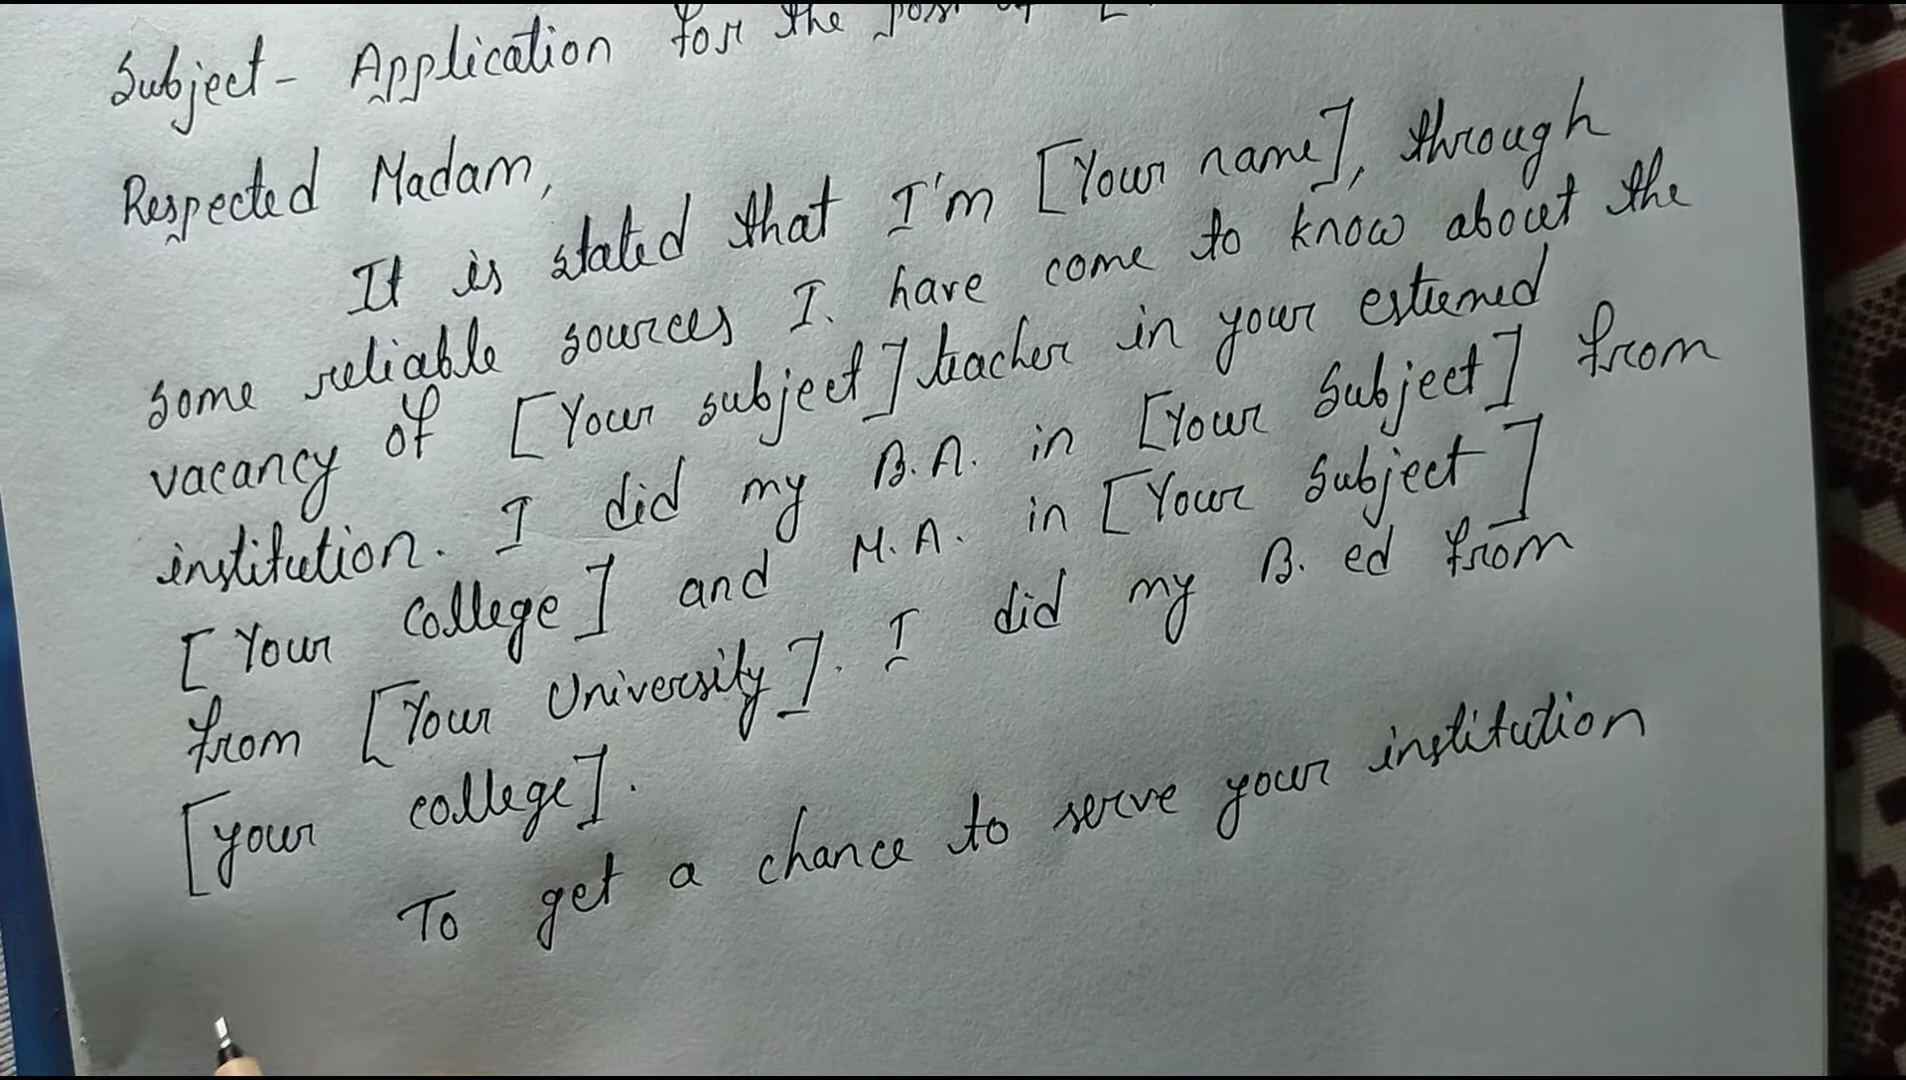 Subject - Application for the post of [
Respected Madam,
It is stated that I'm [Your name], through
some reliable sources I have come to know about the
vacancy of [Your subject] teacher in your esteemed
institution. I did my B.A. in [Your Subject] from
[Your College] and M.A. in [Your Subject]
from [Your University]. I did my B. ed from
[your college].
To get a chance to serve your institution